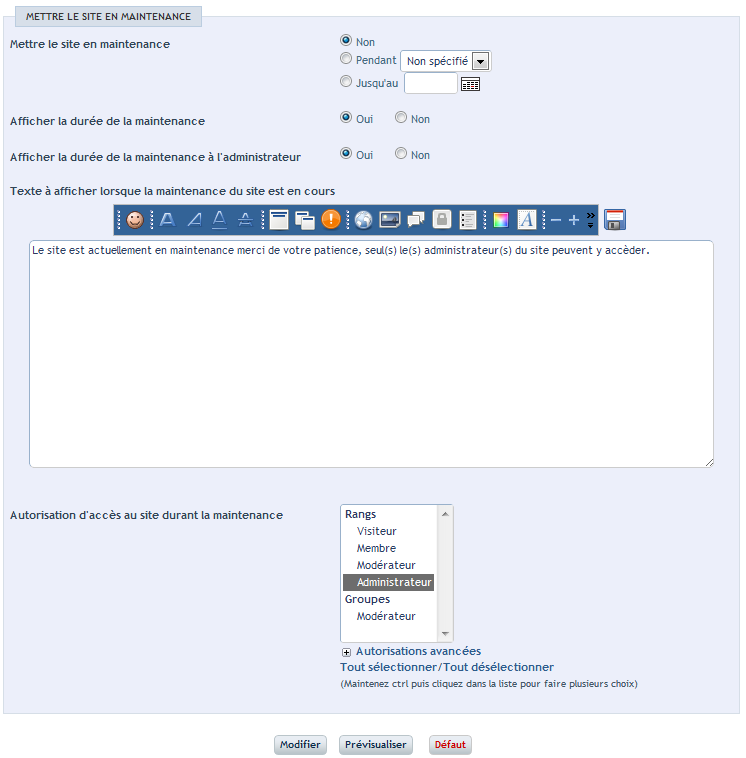 METTRE LE SITE EN MAINTENANCE
Mettre le site en maintenance
Non
Pendant Non spécifié
Jusqu'au
Afficher la durée de la maintenance Oui Non
Afficher la durée de la maintenance à l'administrateur Oui Non
Texte à afficher lorsque la maintenance du site est en cours
Le site est actuellement en maintenance merci de votre patience, seul(s) le(s) administrateur(s) du site peuvent y accèder.
Autorisation d'accès au site durant la maintenance
Rangs
Visiteur
Membre
Modérateur
Administrateur
Groupes
Modérateur
Autorisations avancées
Tout sélectionner/Tout désélectionner
(Maintenez ctrl puis cliquez dans la liste pour faire plusieurs choix)
Modifier Prévisualiser Défaut